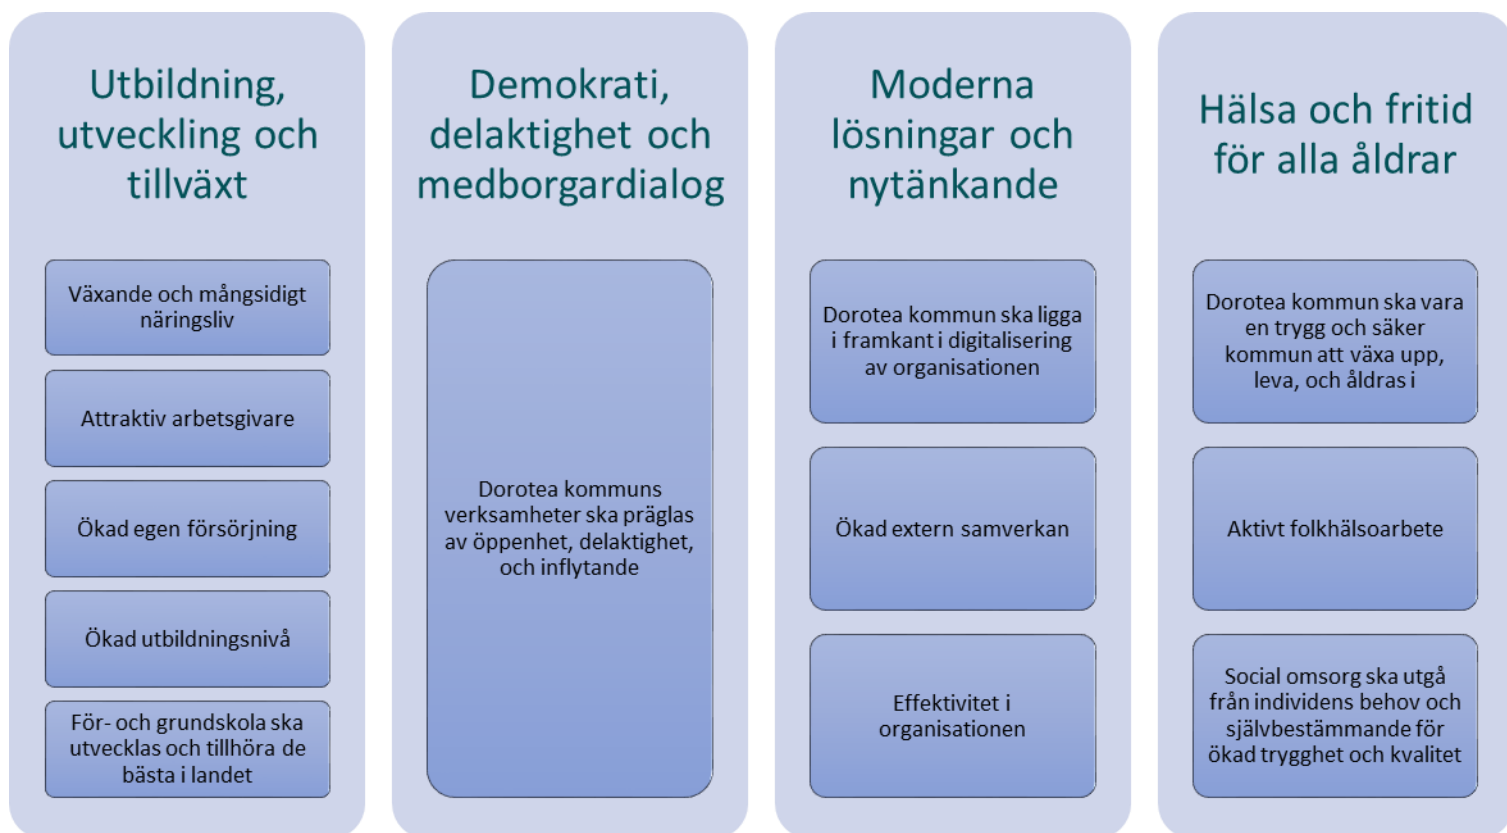 Utbildning,
utveckling och
tillväxt
Växande och mångsidigt
näringsliv
Attraktiv arbetsgivare
Ökad egen försörjning
Ökad utbildningsnivå
För- och grundskola ska
utvecklas och tillhöra de
bästa i landet
Demokrati,
delaktighet och
medborgardialog
Dorotea kommuns
verksamheter ska präglas
av öppenhet, delaktighet,
och inflytande
Moderna
lösningar och
nytänkande
Dorotea kommun ska ligga
i framkant i digitalisering
av organisationen
Ökad extern samverkan
Effektivitet i
organisationen
Hälsa och fritid
för alla åldrar
Dorotea kommun ska vara
en trygg och säker
kommun att växa upp,
leva, och åldras i
Aktivt folkhälsoarbete
Social omsorg ska utgå
från individens behov och
självbestämmande för
ökad trygghet och kvalitet